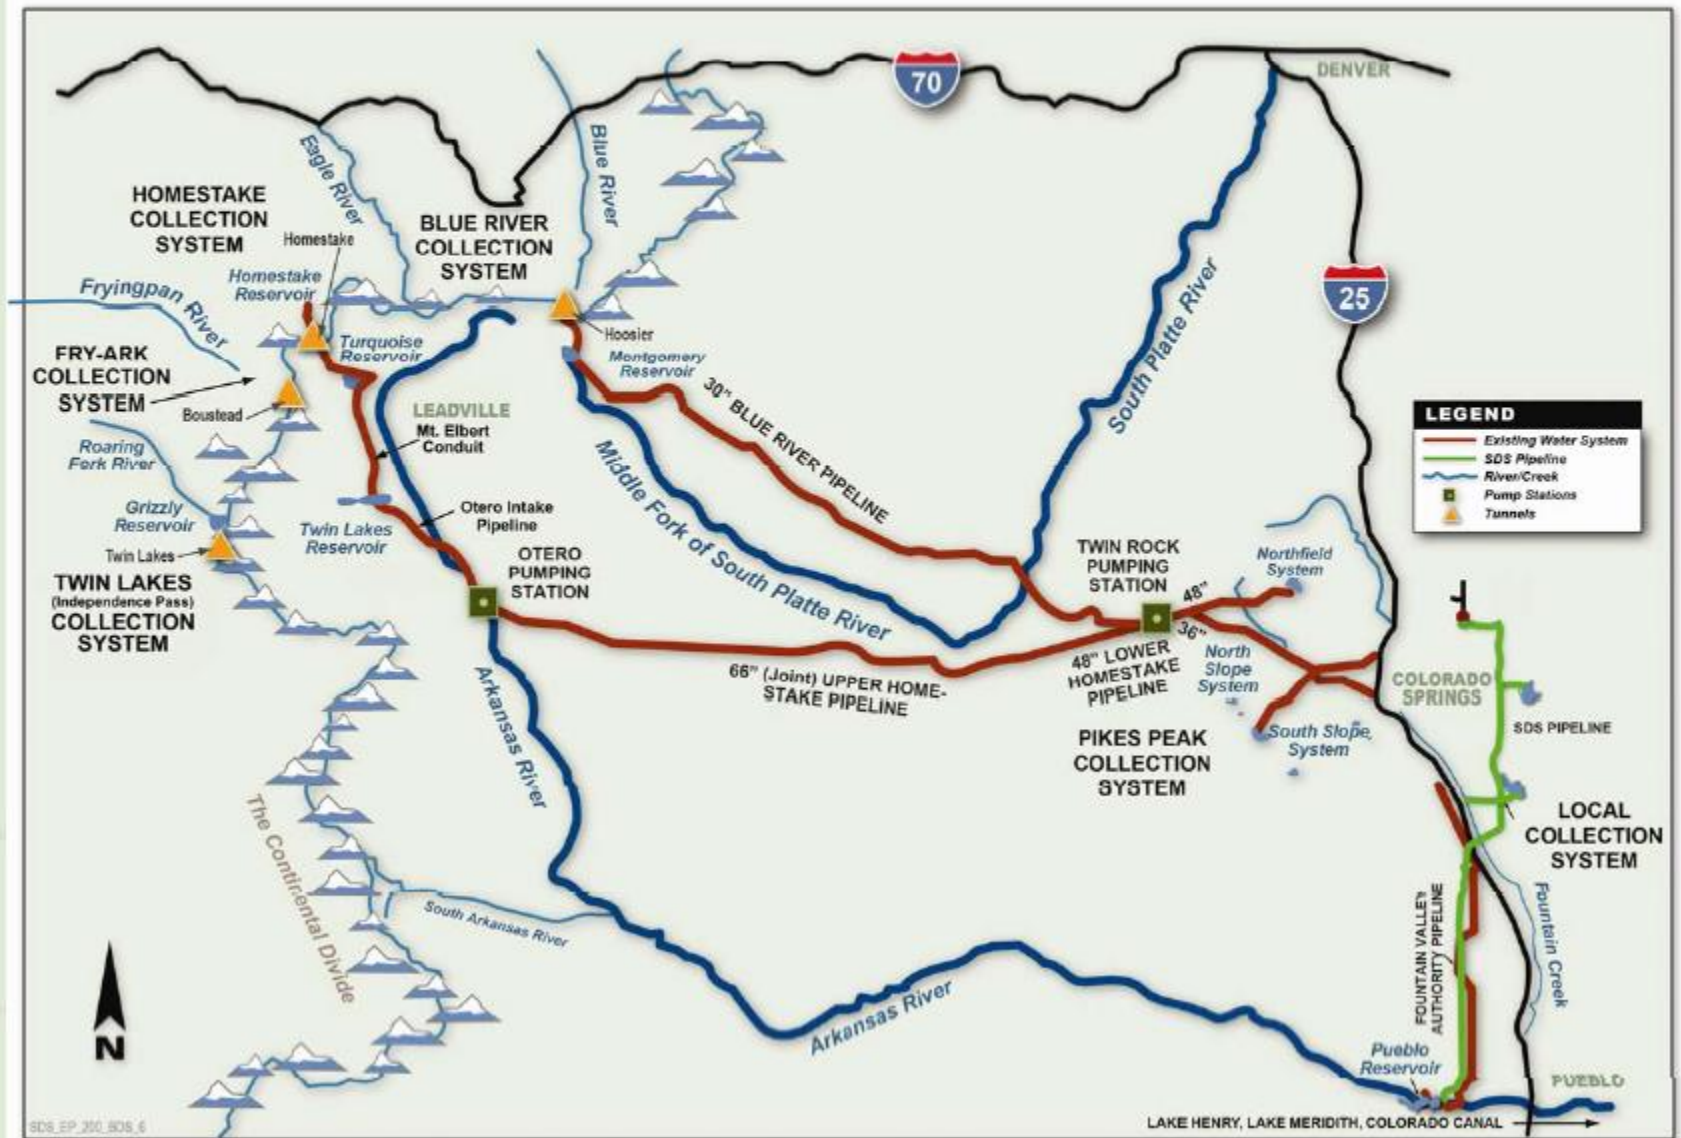 70
DENVER
Eagle River
Blue River
HOMESTAKE
COLLECTION
SYSTEM
Homestake
BLUE RIVER
COLLECTION
SYSTEM
Homestake
Reservoir
Fryingpan River
25
South Platte River
Hoosier
Turquoise
Reservoir
Montgomery
Reservoir
FRY-ARK
COLLECTION
SYSTEM
Boustead
30" BLUE RIVER PIPELINE
LEADVILLE
Mt. Elbert
Conduit
LEGEND
Existing Water System
SDS Pipeline
River/Creek
Pump Stations
Tunnels
Roaring
Fork River
Middle Fork of South Platte River
Grizzly
Reservoir
Otero Intake
Pipeline
Twin Lakes
Reservoir
Twin Lakes
OTERO
PUMPING
STATION
TWIN ROCK
PUMPING
STATION
Northfield
System
TWIN LAKES
(Independence Pass)
COLLECTION
SYSTEM
48"
36"
66" (Joint) UPPER HOME-
STAKE PIPELINE
48" LOWER
HOMESTAKE
PIPELINE
North
Slope
System
COLORADO
SPRINGS
SDS PIPELINE
Arkansas River
PIKES PEAK
COLLECTION
SYSTEM
South Slope
System
The Continental Divide
LOCAL
COLLECTION
SYSTEM
South Arkansas River
FOUNTAIN VALLEY
AUTHORITY PIPELINE
Fountain Creek
Arkansas River
N
Pueblo
Reservoir
PUEBLO
LAKE HENRY, LAKE MERIDITH, COLORADO CANAL
SDS_EP_200_SDS_6